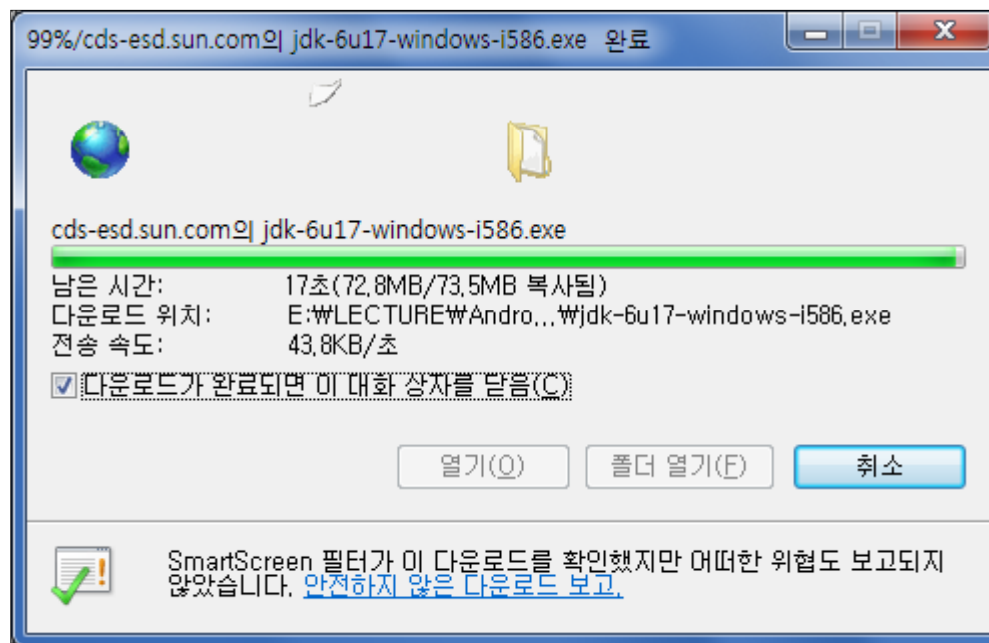 99%/cds-esd.sun.com의 jdk-6u17-windows-i586.exe 완료
cds-esd.sun.com의 jdk-6u17-windows-i586.exe
남은 시간: 17초(72,8MB/73,5MB 복사됨)
다운로드 위치: E:₩LECTURE₩Andro,,,₩jdk-6u17-windows-i586,exe
전송 속도: 43,8KB/초
다운로드가 완료되면 이 대화 상자를 닫음(C)
열기(O) 폴더 열기(F) 취소
SmartScreen 필터가 이 다운로드를 확인했지만 어떠한 위협도 보고되지
않았습니다, 안전하지 않은 다운로드 보고,